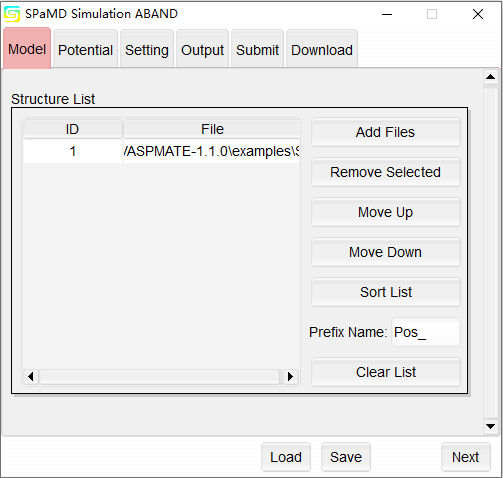 SPaMD Simulation ABAND
Model Potential Setting Output Submit Download
Structure List
ID File
1 /ASPMATE-1.1.0\examples\S
Add Files
Remove Selected
Move Up
Move Down
Sort List
Prefix Name: Pos_
Clear List
Load Save Next